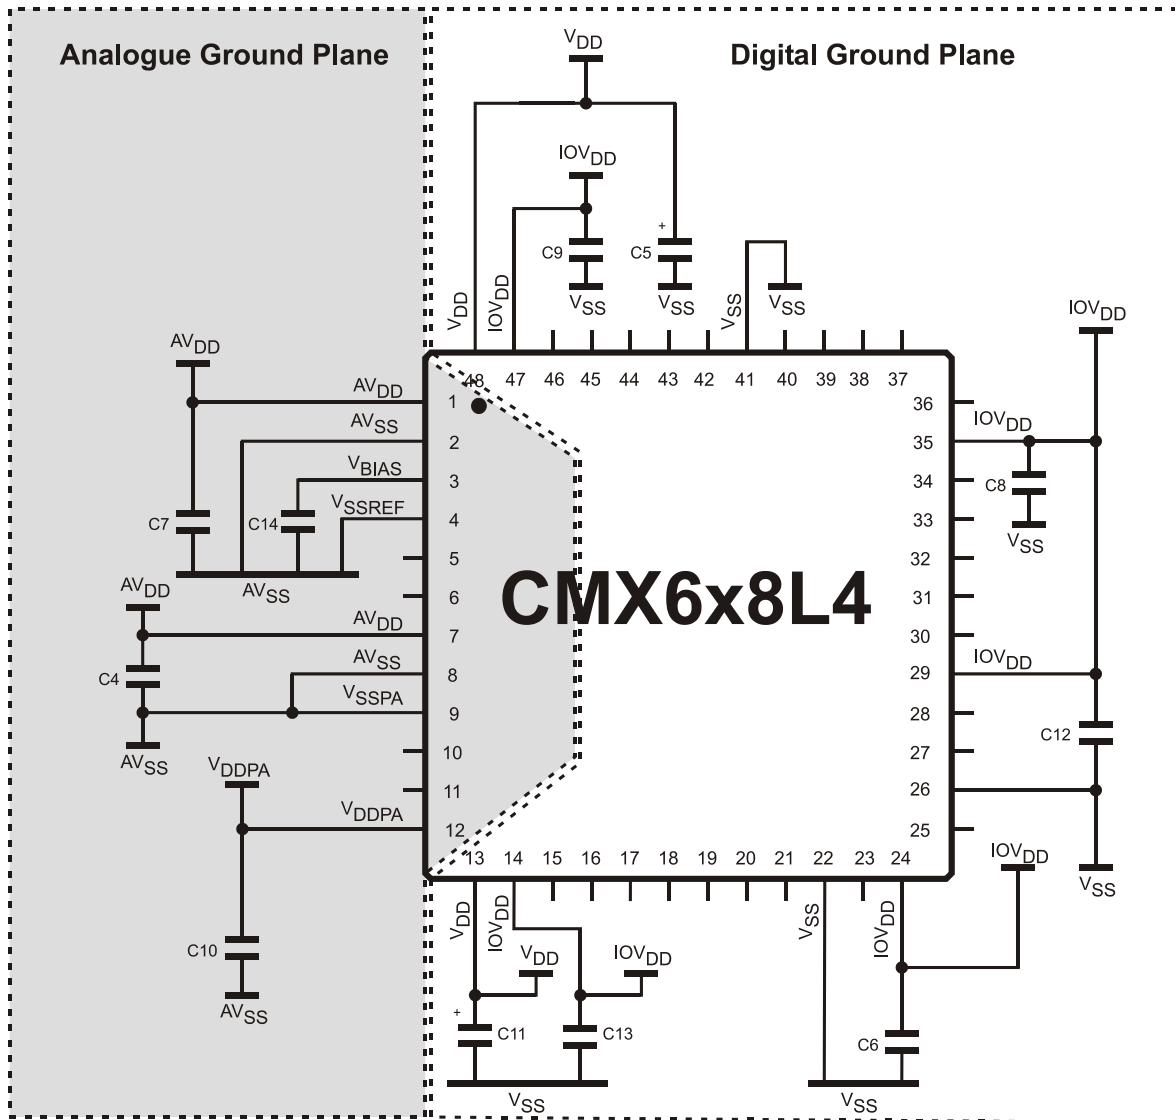 Analogue Ground Plane
Digital Ground Plane
VDD
IOVDD
C9
+
C5
VSS
VSS
VSS
VDD
IOVDD
VSS
IOVDD
AVDD
48
47
46
45
44
43
42
41
40
39
38
37
AVDD
1
36
AVSS
2
IOVDD
35
VBIAS
3
34
C8
VSSREF
4
33
C7
C14
VSS
5
32
AVSS
AVDD
6
31
CMX6x8L4
AVDD
7
30
AVSS
8
IOVDD
29
C4
VSSPA
9
28
C12
AVSS
10
27
VDDPA
11
26
VDDPA
12
25
13
14
15
16
17
18
19
20
21
22
23
24
IOVDD
VSS
VDD
IOVDD
VSS
IOVDD
C10
VDD
IOVDD
AVSS
+
C11
C13
C6
VSS
VSS